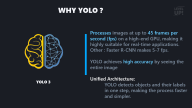 WHY YOLO ?
Processes images at up to 45 frames per
second (fps) on a high-end GPU, making it
highly suitable for real-time applications.
Other : Faster R-CNN makes 5-7 fps.
YOLO achieves high accuracy by seeing the
entire image
Unified Architecture:
YOLO detects objects and their labels
in one step, making the process faster
and simpler.
YOLO 3